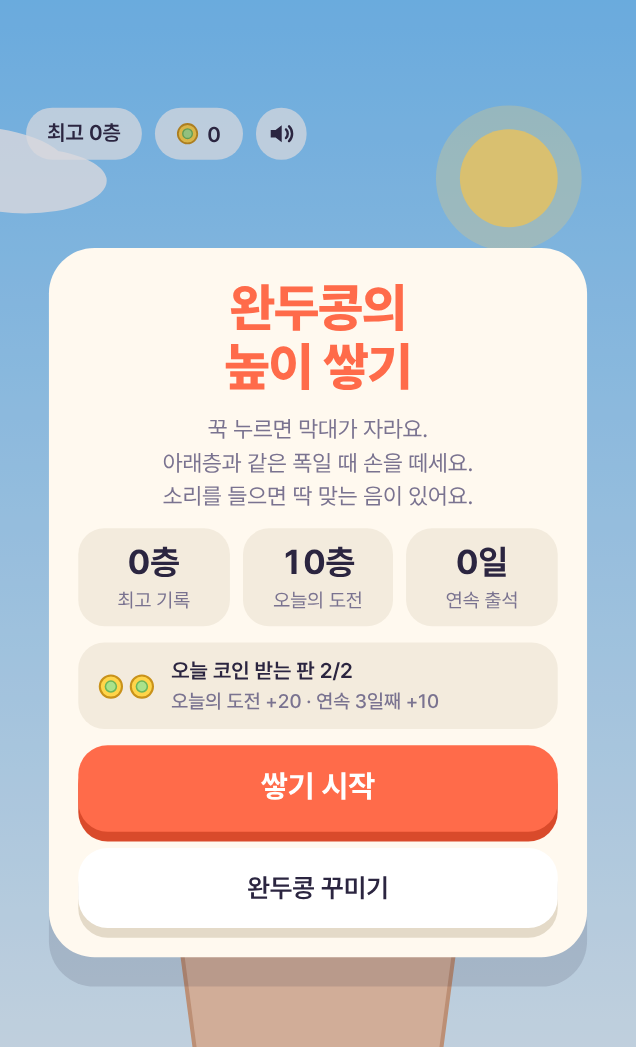 최고 0층
0
완두콩의
높이 쌓기
꾹 누르면 막대가 자라요.
아래층과 같은 폭일 때 손을 떼세요.
소리를 들으면 딱 맞는 음이 있어요.
0층
10층
0일
최고 기록
오늘의 도전
연속 출석
오늘 코인 받는 판 2/2
오늘의 도전 +20 · 연속 3일째 +10
쌓기 시작
완두콩 꾸미기